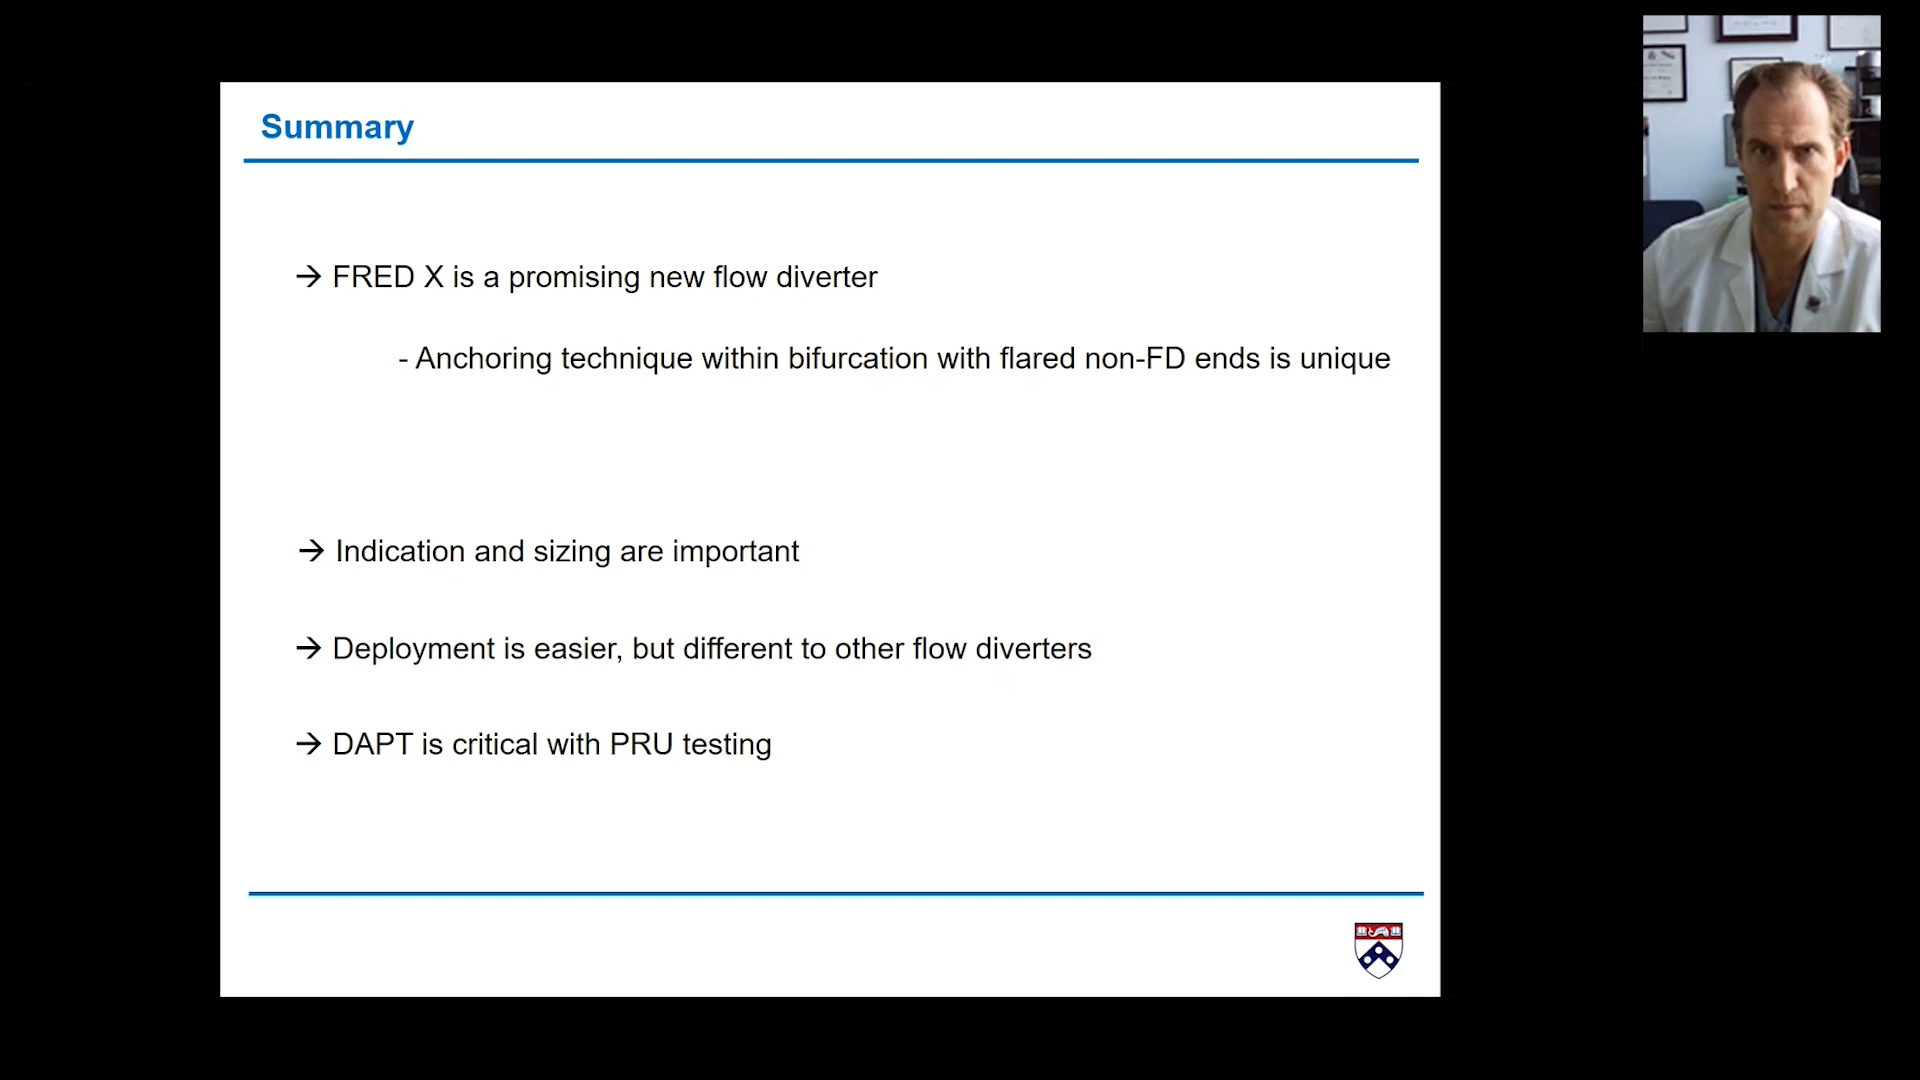 Summary
→ FRED X is a promising new flow diverter
- Anchoring technique within bifurcation with flared non-FD ends is unique
→ Indication and sizing are important
→ Deployment is easier, but different to other flow diverters
→ DAPT is critical with PRU testing